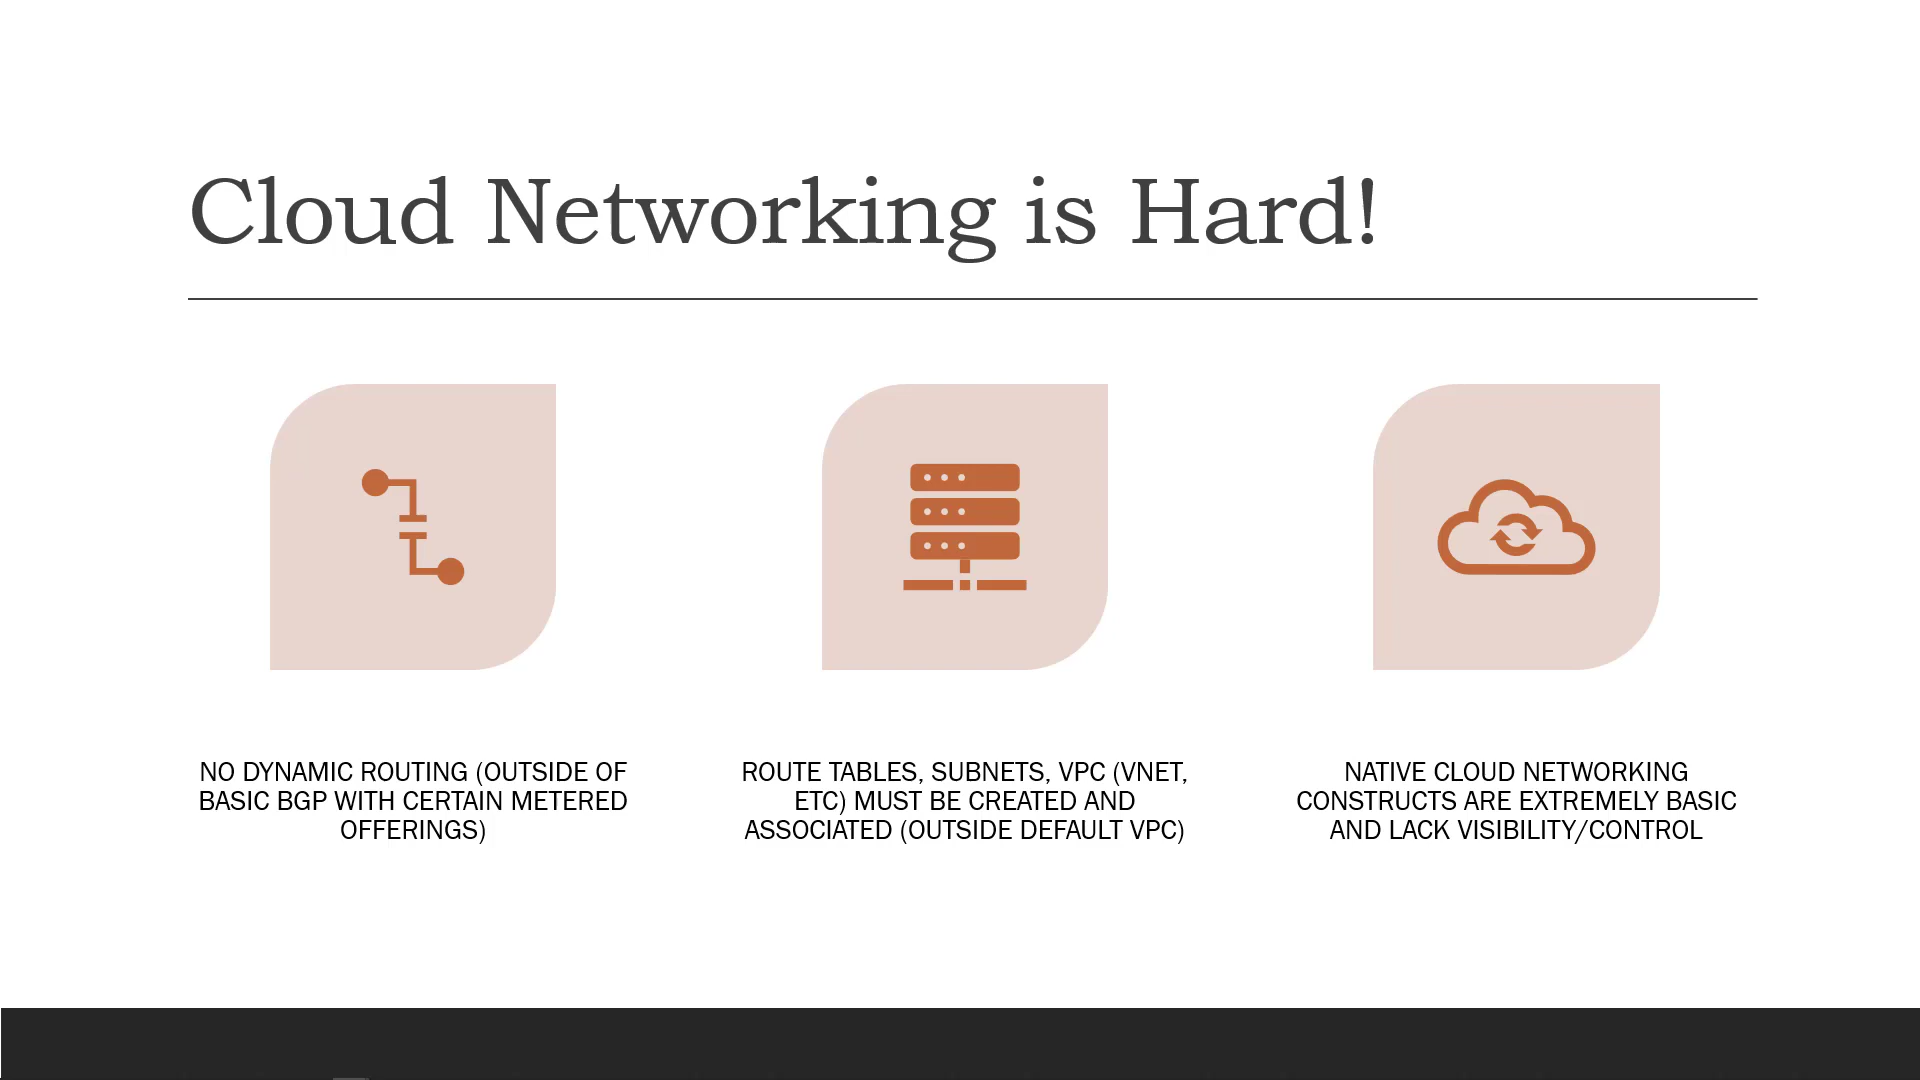 Cloud Networking is Hard!
NO DYNAMIC ROUTING (OUTSIDE OF
BASIC BGP WITH CERTAIN METERED
OFFERINGS)
ROUTE TABLES, SUBNETS, VPC (VNET,
ETC) MUST BE CREATED AND
ASSOCIATED (OUTSIDE DEFAULT VPC)
NATIVE CLOUD NETWORKING
CONSTRUCTS ARE EXTREMELY BASIC
AND LACK VISIBILITY/CONTROL